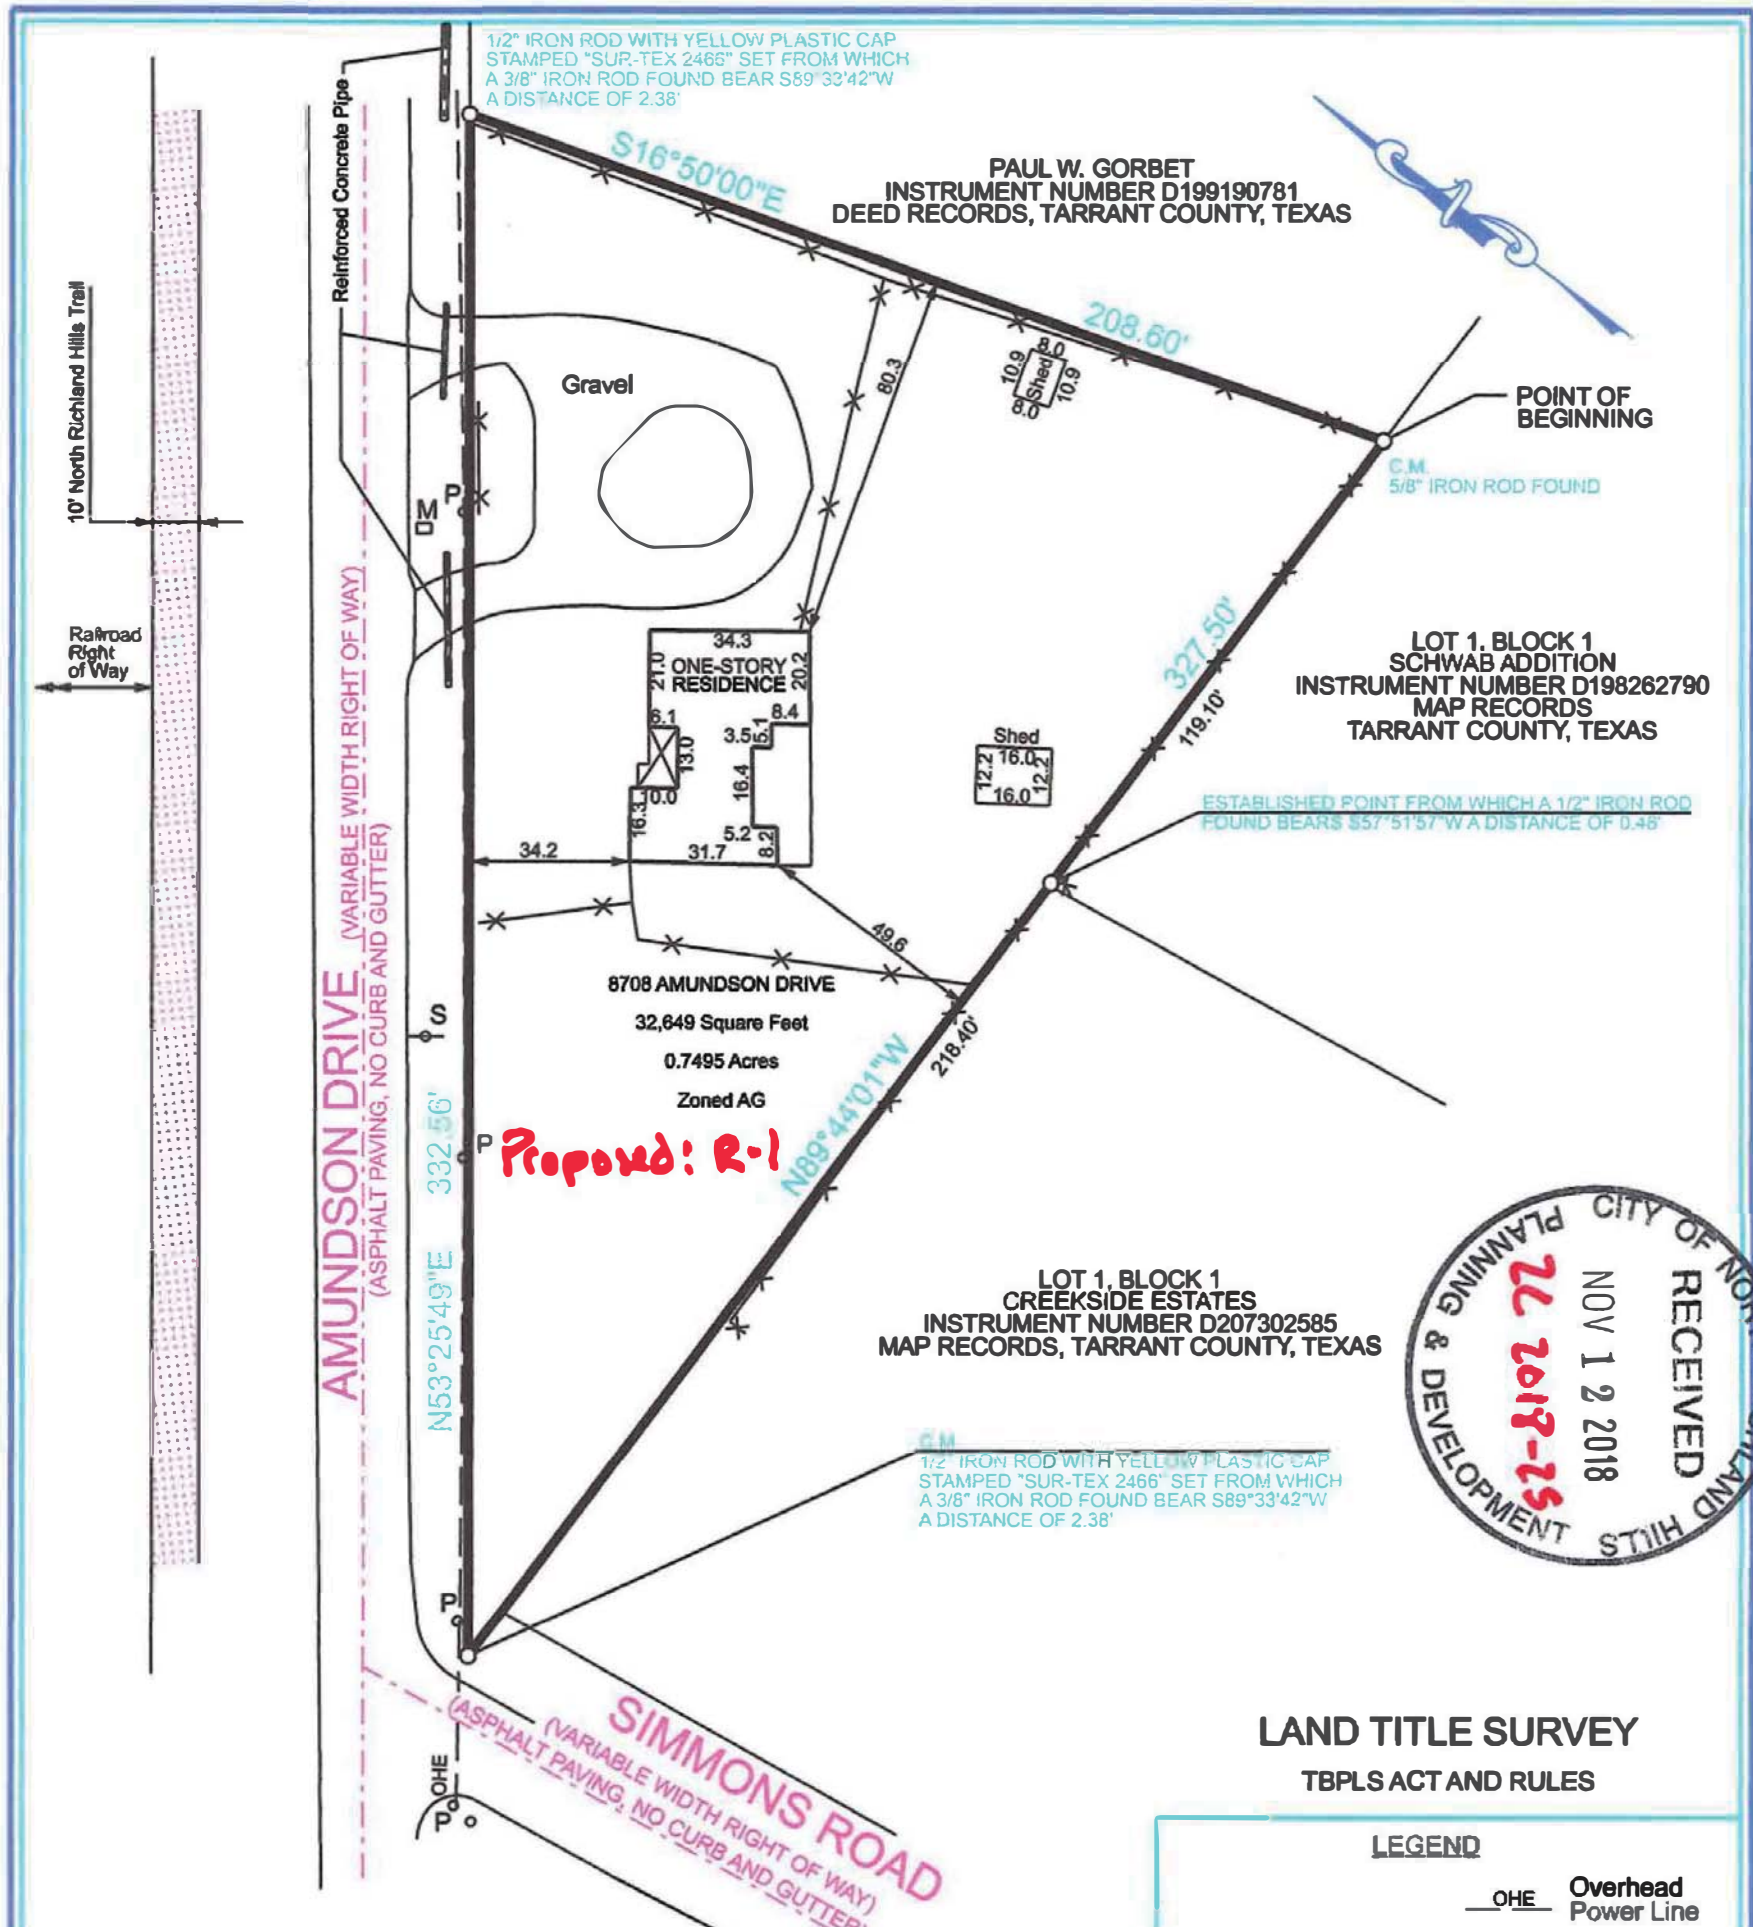 1/2" IRON ROD WITH YELLOW PLASTIC CAP
STAMPED "SUR-TEX 2466" SET FROM WHICH
A 3/8" IRON ROD FOUND BEAR S89°33'42"W
A DISTANCE OF 2.38'
Reinforced Concrete Pipe
S16°50'00"E
208.60'
PAUL W. GORBET
INSTRUMENT NUMBER D199190781
DEED RECORDS, TARRANT COUNTY, TEXAS
10' North Richland Hills Trail
Railroad
Right
of Way
Gravel
80.3
8.0
10.9
Shed
10.9
8.0
POINT OF
BEGINNING
C.M.
5/8" IRON ROD FOUND
M
P
327.50'
119.10'
LOT 1, BLOCK 1
SCHWAB ADDITION
INSTRUMENT NUMBER D198262790
MAP RECORDS
TARRANT COUNTY, TEXAS
34.3
21.0
ONE-STORY
RESIDENCE
20.2
6.1
8.4
3.5
5.1
13.0
16.4
10.0
16.3
5.2
8.2
31.7
34.2
Shed
12.2
16.0
12.2
16.0
ESTABLISHED POINT FROM WHICH A 1/2" IRON ROD
FOUND BEARS S57°51'57"W A DISTANCE OF 0.46'
49.6
8708 AMUNDSON DRIVE
32,649 Square Feet
0.7495 Acres
Zoned AG
Proposed: R-1
S
P
AMUNDSON DRIVE
(VARIABLE WIDTH RIGHT OF WAY)
(ASPHALT PAVING, NO CURB AND GUTTER)
N53°25'49"E 332.56'
N89°44'01"W
218.40'
LOT 1, BLOCK 1
CREEKSIDE ESTATES
INSTRUMENT NUMBER D207302585
MAP RECORDS, TARRANT COUNTY, TEXAS
C.M.
1/2" IRON ROD WITH YELLOW PLASTIC CAP
STAMPED "SUR-TEX 2466" SET FROM WHICH
A 3/8" IRON ROD FOUND BEAR S89°33'42"W
A DISTANCE OF 2.38'
CITY OF NORTH RICHLAND HILLS
RECEIVED
NOV 12 2018
ZC 2018-25
PLANNING & DEVELOPMENT
P
OHE
P
SIMMONS ROAD
(VARIABLE WIDTH RIGHT OF WAY)
(ASPHALT PAVING, NO CURB AND GUTTER)
LAND TITLE SURVEY
TBPLS ACT AND RULES
LEGEND
OHE Overhead
Power Line